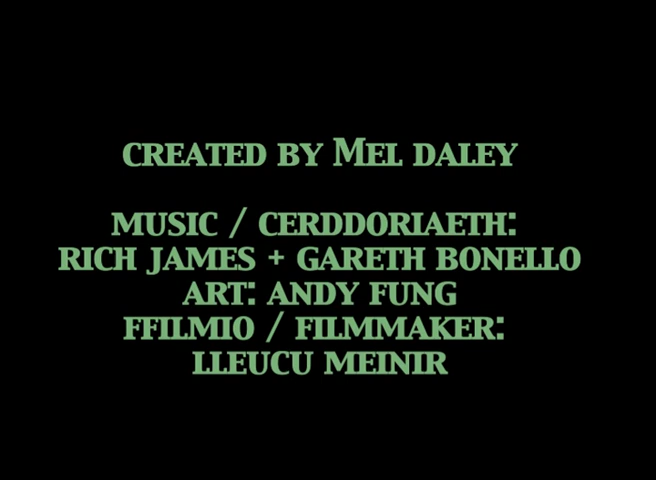 CREATED BY MEL DALEY
MUSIC / CERDDORIAETH:
RICH JAMES + GARETH BONELLO
ART: ANDY FUNG
FFILMIO / FILMMAKER:
LLEUCU MEINIR